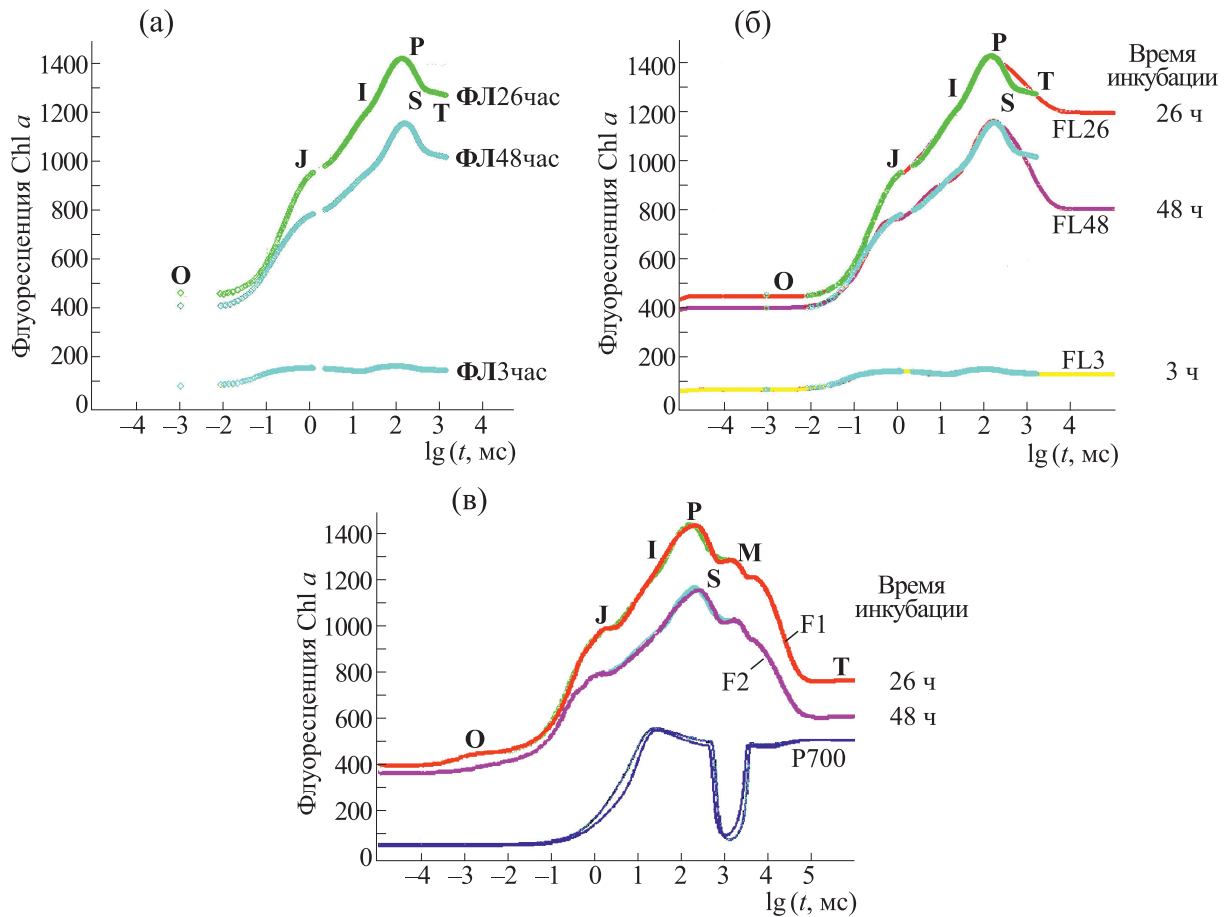 (а)
Флуоресценция Chl a
1400
1200
1000
800
600
400
200
0
O
J
I
P
S
T
ФЛ26час
ФЛ48час
ФЛ3час
–4 –3 –2 –1 0 1 2 3 4
lg (t, мс)
(б)
Флуоресценция Chl a
1400
1200
1000
800
600
400
200
0
O
J
I
P
S
T
FL26
FL48
FL3
Время
инкубации
26 ч
48 ч
3 ч
–4 –3 –2 –1 0 1 2 3 4
lg (t, мс)
(в)
Флуоресценция Chl a
1400
1200
1000
800
600
400
200
0
O
J
I
P
S
M
T
F1
F2
P700
Время
инкубации
26 ч
48 ч
–4 –3 –2 –1 0 1 2 3 4 5
lg (t, мс)